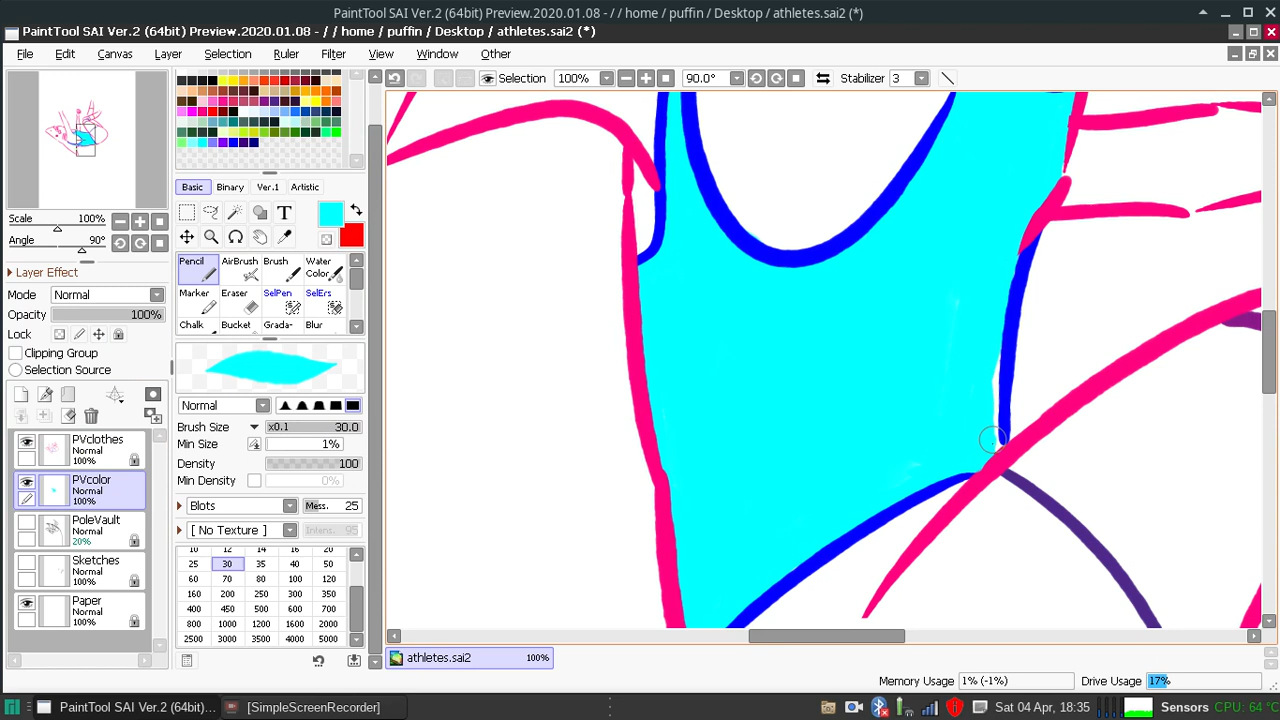 PaintTool SAI Ver.2 (64bit) Preview.2020.01.08 - / / home / puffin / Desktop / athletes.sai2 (*)
PaintTool SAI Ver.2 (64bit) Preview.2020.01.08 - / / home / puffin / Desktop / athletes.sai2 (*)
File Edit Canvas Layer Selection Ruler Filter View Window Other
Selection 100% 90.0° Stabilizer 3
Basic Binary Ver.1 Artistic
Scale 100%
Angle 90°
Layer Effect
Mode Normal
Opacity 100%
Lock
Clipping Group
Selection Source
PVclothes
Normal
100%
PVcolor
Normal
100%
PoleVault
Normal
20%
Sketches
Normal
100%
Paper
Normal
100%
T
Pencil AirBrush Brush Water Color
Marker Eraser SelPen SelErs
Chalk Bucket Grada- Blur
Normal
Brush Size x0.1 30.0
Min Size 1%
Density 100
Min Density 0%
Blots Mess. 25
[ No Texture ] Intens. 95
10 12 14 16 20
25 30 35 40 50
60 70 80 100 120
160 200 250 300 350
400 450 500 600 700
800 1000 1200 1600 2000
2500 3000 3500 4000 5000
athletes.sai2 100%
Memory Usage 1% (-1%) Drive Usage 17%
PaintTool SAI Ver.2 (64bit)... [SimpleScreenRecorder] Sat 04 Apr, 18:35 Sensors CPU: 64 °C